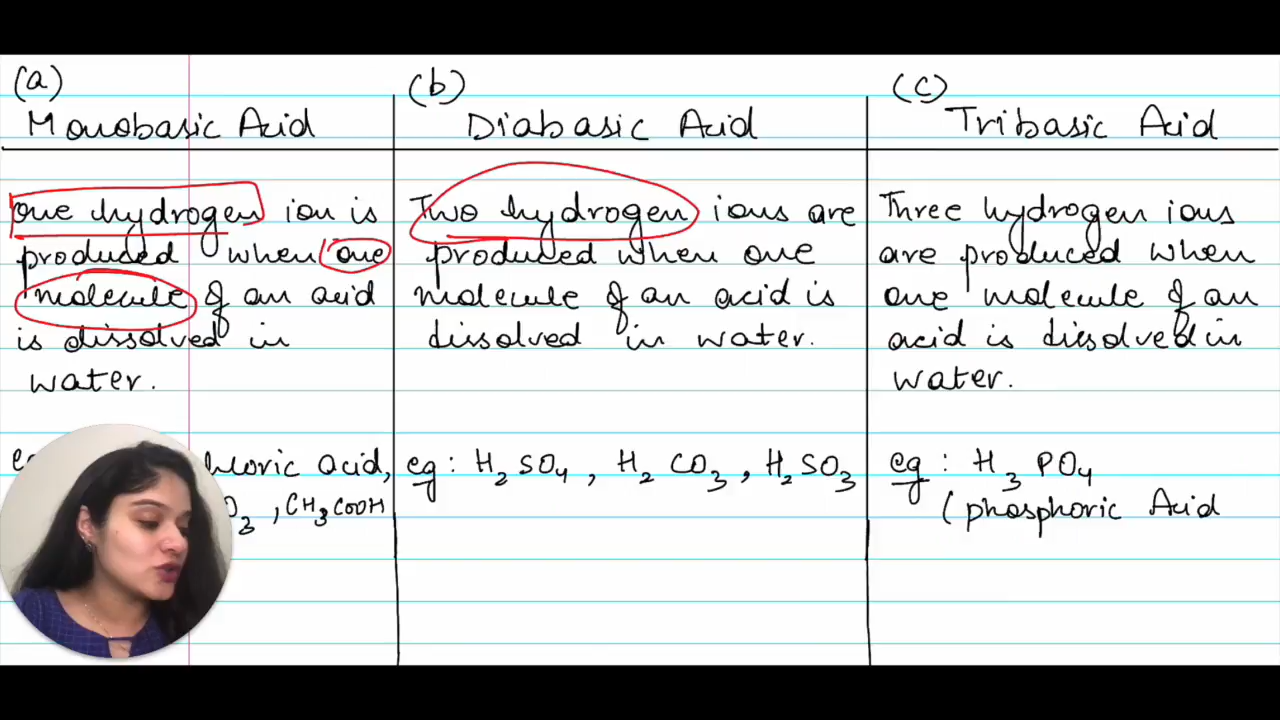 (a)
Monobasic Acid
one hydrogen ion is
produced when one
molecule of an acid
is dissolved in
water.
acid,
, CH3COOH
(b)
Diabasic Acid
Two hydrogen ions are
produced when one
molecule of an acid is
dissolved in water.
eg : H2SO4, H2CO3, H2SO3
(c)
Tribasic Acid
Three hydrogen ions
are produced when
one molecule of an
acid is dissolved in
water.
eg : H3PO4
(phosphoric Acid